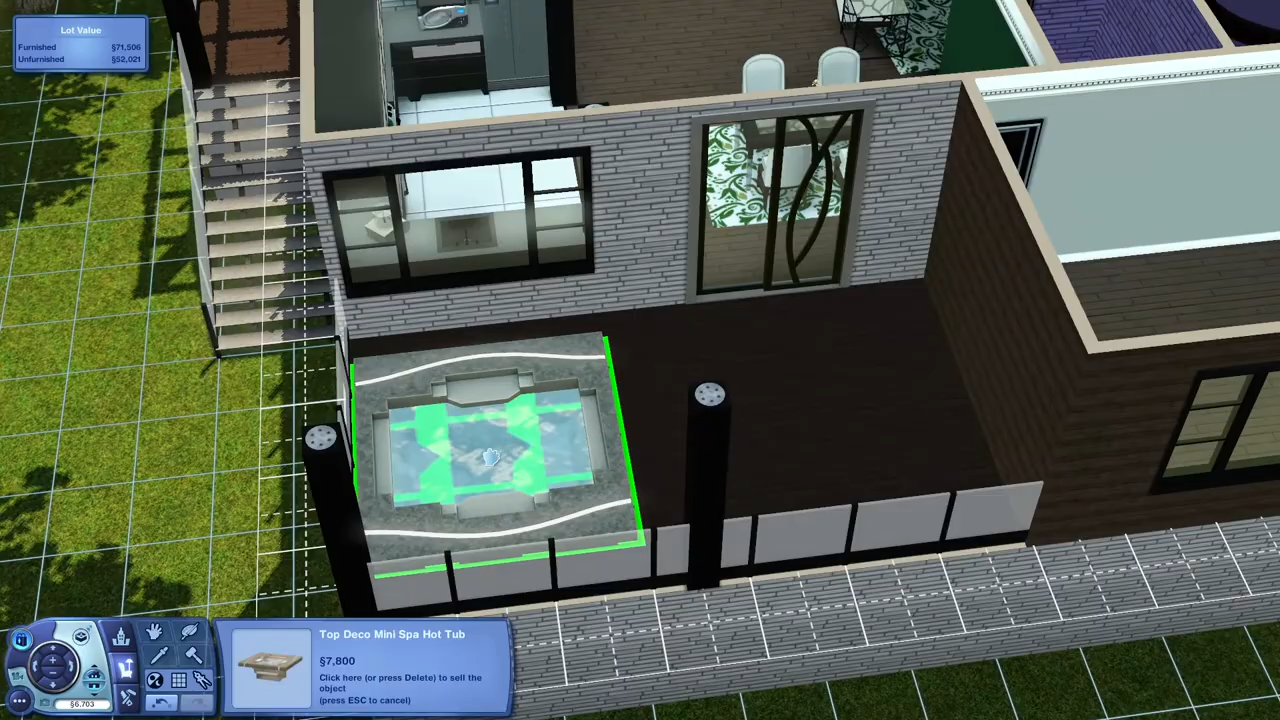 Lot Value
Furnished §71,506
Unfurnished §52,021
Top Deco Mini Spa Hot Tub
§7,800
Click here (or press Delete) to sell the
object
(press ESC to cancel)
§6,703